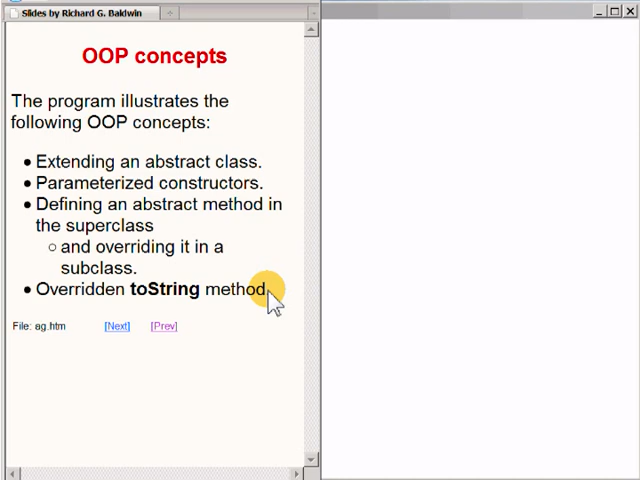 Slides by Richard G. Baldwin
OOP concepts
The program illustrates the
following OOP concepts:
Extending an abstract class.
Parameterized constructors.
Defining an abstract method in
the superclass
and overriding it in a
subclass.
Overridden toString method.
File: ag.htm [Next] [Prev]